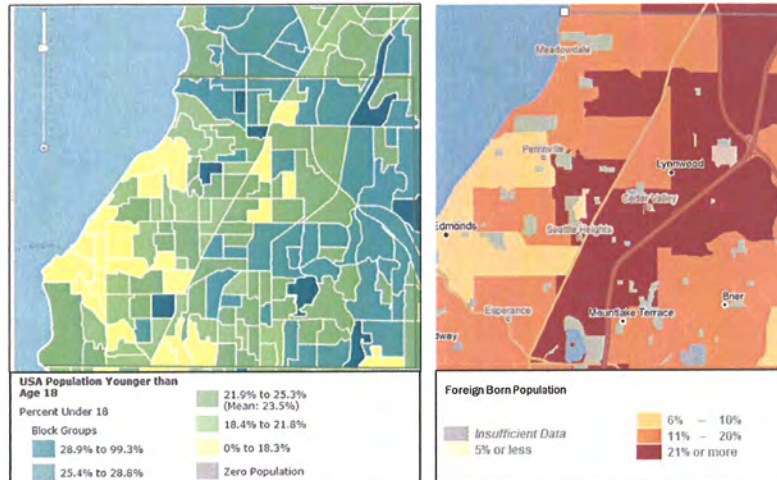 Meadowdale
Perrinville
Lynnwood
Cedar Valley
Seattle Heights
Edmonds
Esperance
Mountlake Terrace
Brier
dway
USA Population Younger than
Age 18
Percent Under 18
Block Groups
28.9% to 99.3%
25.4% to 28.8%
21.9% to 25.3%
(Mean: 23.5%)
18.4% to 21.8%
0% to 18.3%
Zero Population
Foreign Born Population
Insufficient Data
5% or less
6% – 10%
11% – 20%
21% or more